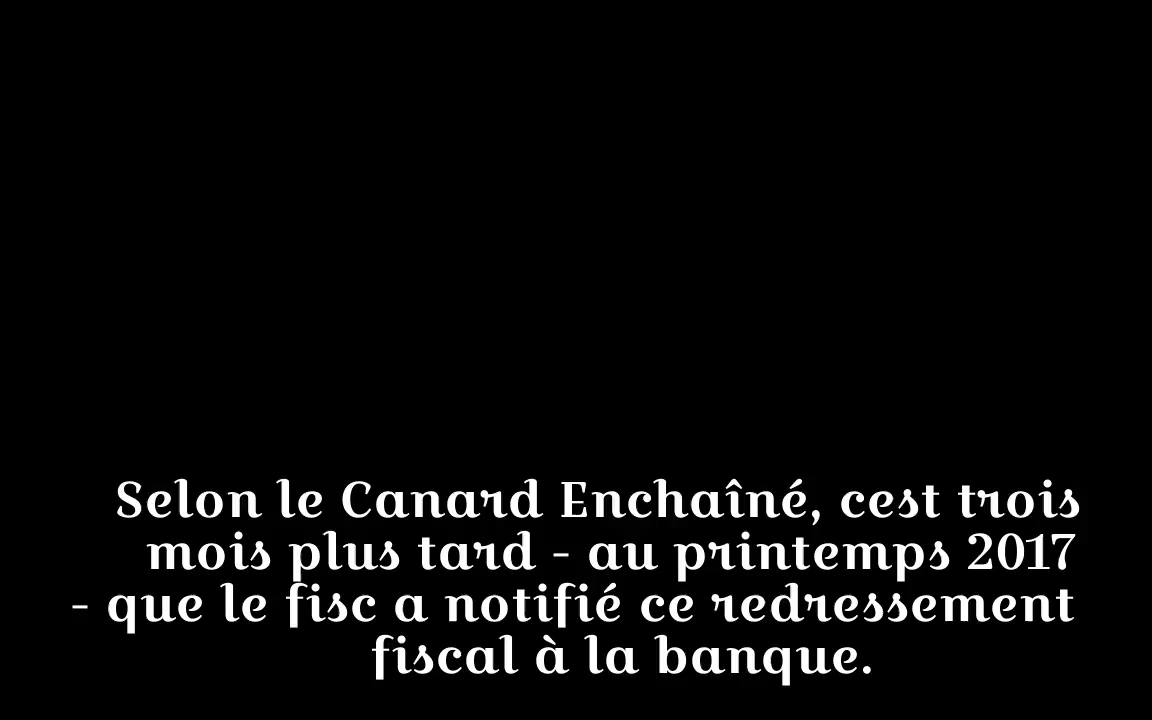 Selon le Canard Enchaîné, cest trois
mois plus tard - au printemps 2017
- que le fisc a notifié ce redressement
fiscal à la banque.